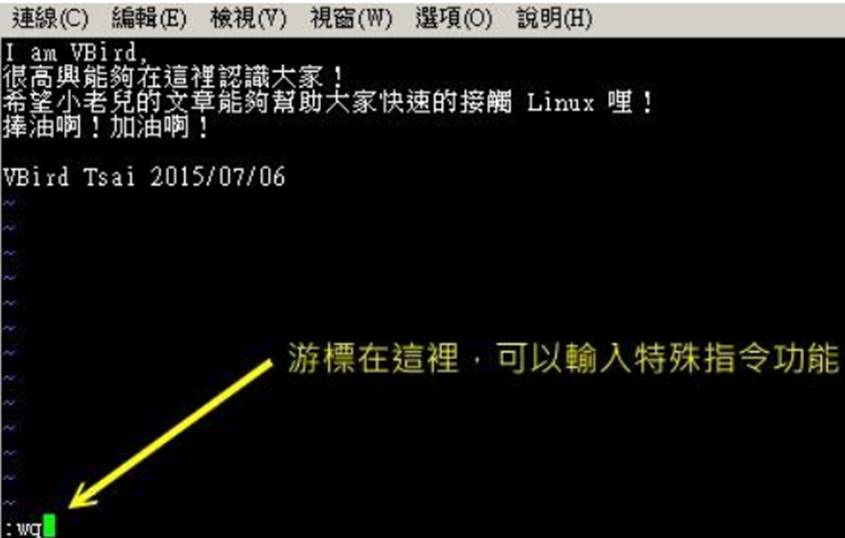 連線(C) 編輯(E) 檢視(V) 視窗(W) 選項(O) 說明(H)
I am VBird,
很高興能夠在這裡認識大家！
希望小老兒的文章能夠幫助大家快速的接觸 Linux 哩！
捧油啊！加油啊！
VBird Tsai 2015/07/06
~
~
~
~
~
~
~
游標在這裡，可以輸入特殊指令功能
~
~
~
~
~
~
:wq